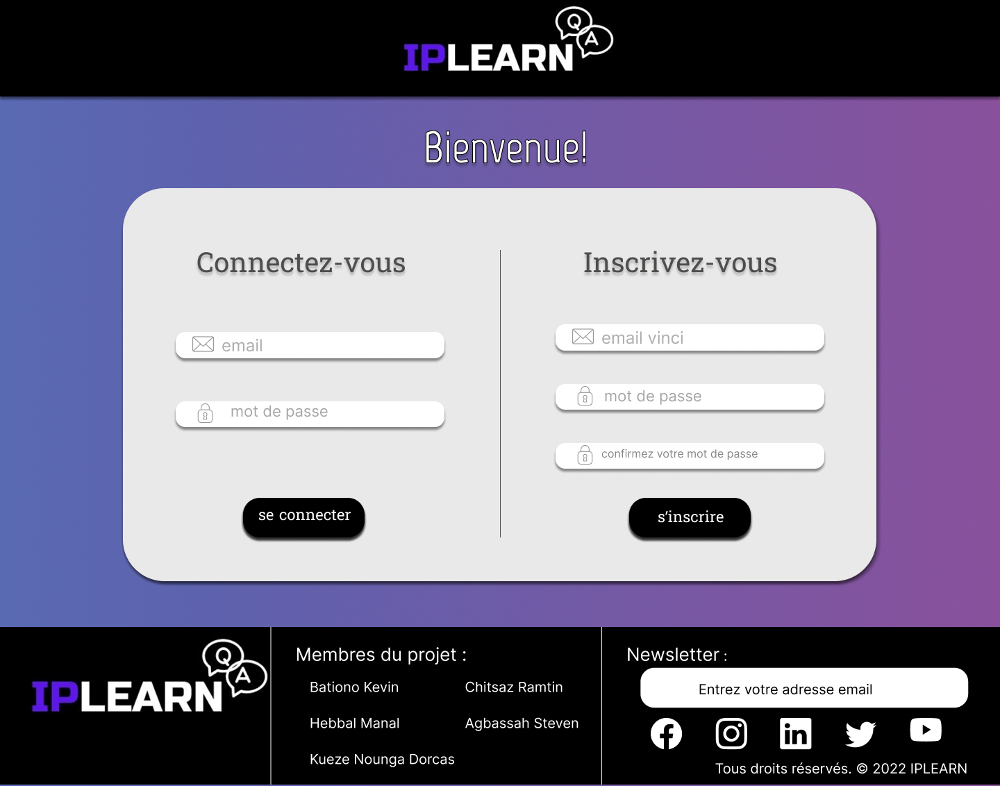 Q
A
IPLEARN
Bienvenue!
Connectez-vous
email
mot de passe
se connecter
Inscrivez-vous
email vinci
mot de passe
confirmez votre mot de passe
s’inscrire
Q
A
IPLEARN
Membres du projet :
Bationo Kevin
Chitsaz Ramtin
Hebbal Manal
Agbassah Steven
Kueze Nounga Dorcas
Newsletter :
Entrez votre adresse email
in
Tous droits réservés. © 2022 IPLEARN